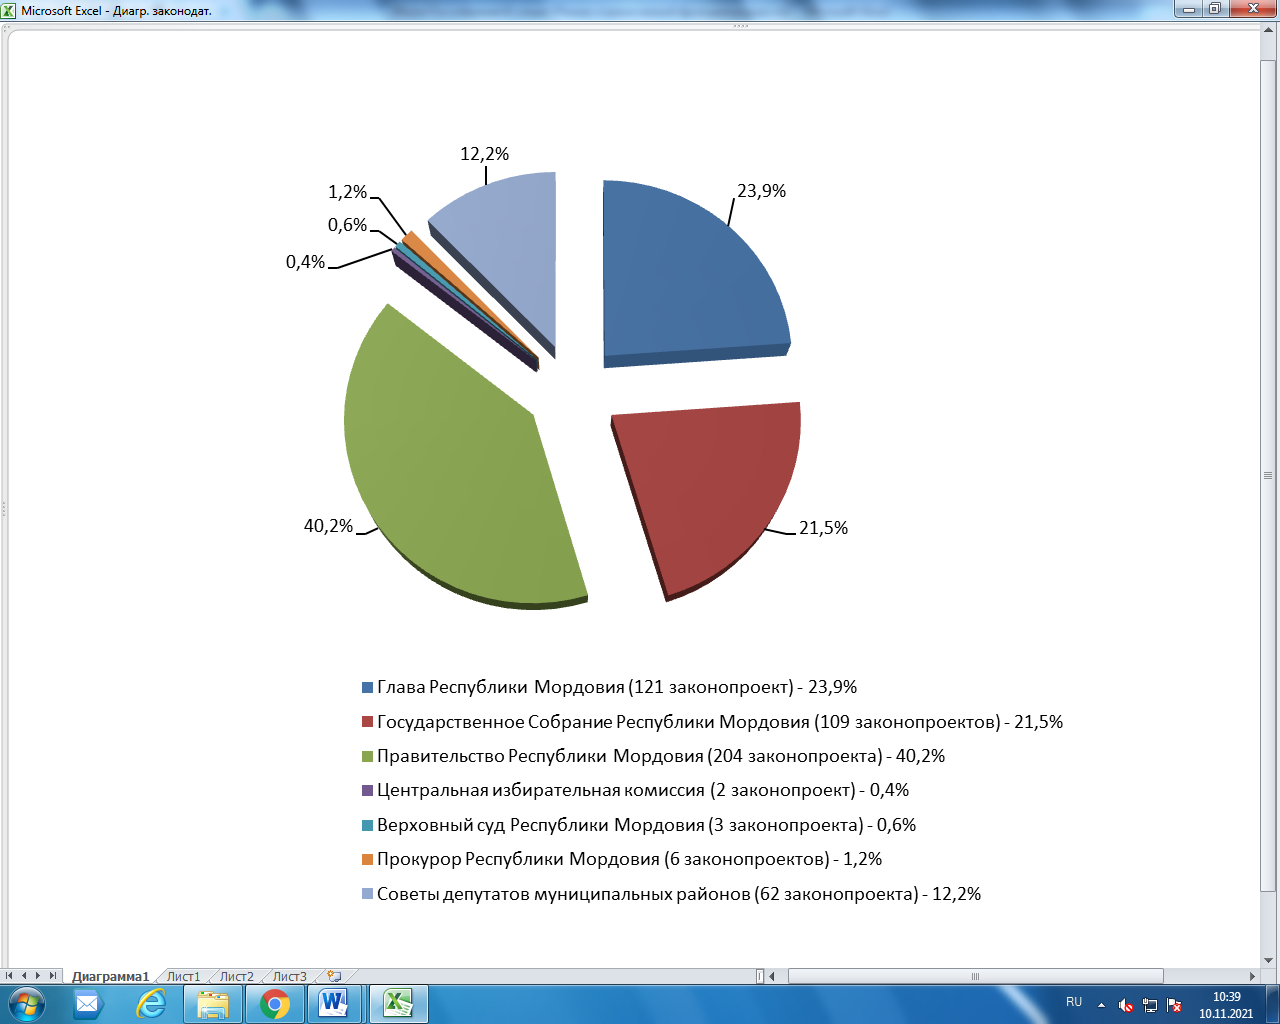 Microsoft Excel - Диагр. законодат.
12,2%
1,2%
23,9%
0,6%
0,4%
40,2%
21,5%
Глава Республики Мордовия (121 законопроект) - 23,9%
Государственное Собрание Республики Мордовия (109 законопроектов) - 21,5%
Правительство Республики Мордовия (204 законопроекта) - 40,2%
Центральная избирательная комиссия (2 законопроект) - 0,4%
Верховный суд Республики Мордовия (3 законопроекта) - 0,6%
Прокурор Республики Мордовия (6 законопроектов) - 1,2%
Советы депутатов муниципальных районов (62 законопроекта) - 12,2%
Диаграмма1 Лист1 Лист2 Лист3
RU
10:39
10.11.2021